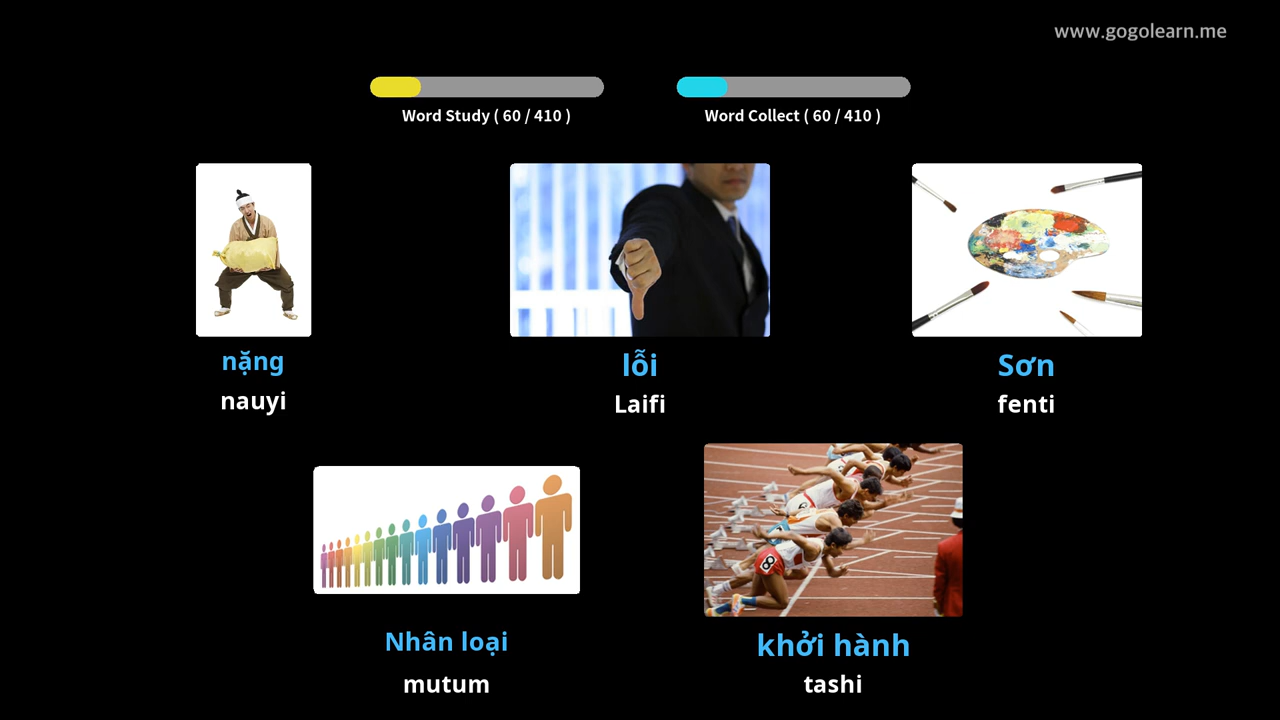 www.gogolearn.me
Word Study ( 60 / 410 )
Word Collect ( 60 / 410 )
nặng
nauyi
lỗi
Laifi
Sơn
fenti
Nhân loại
mutum
khởi hành
tashi